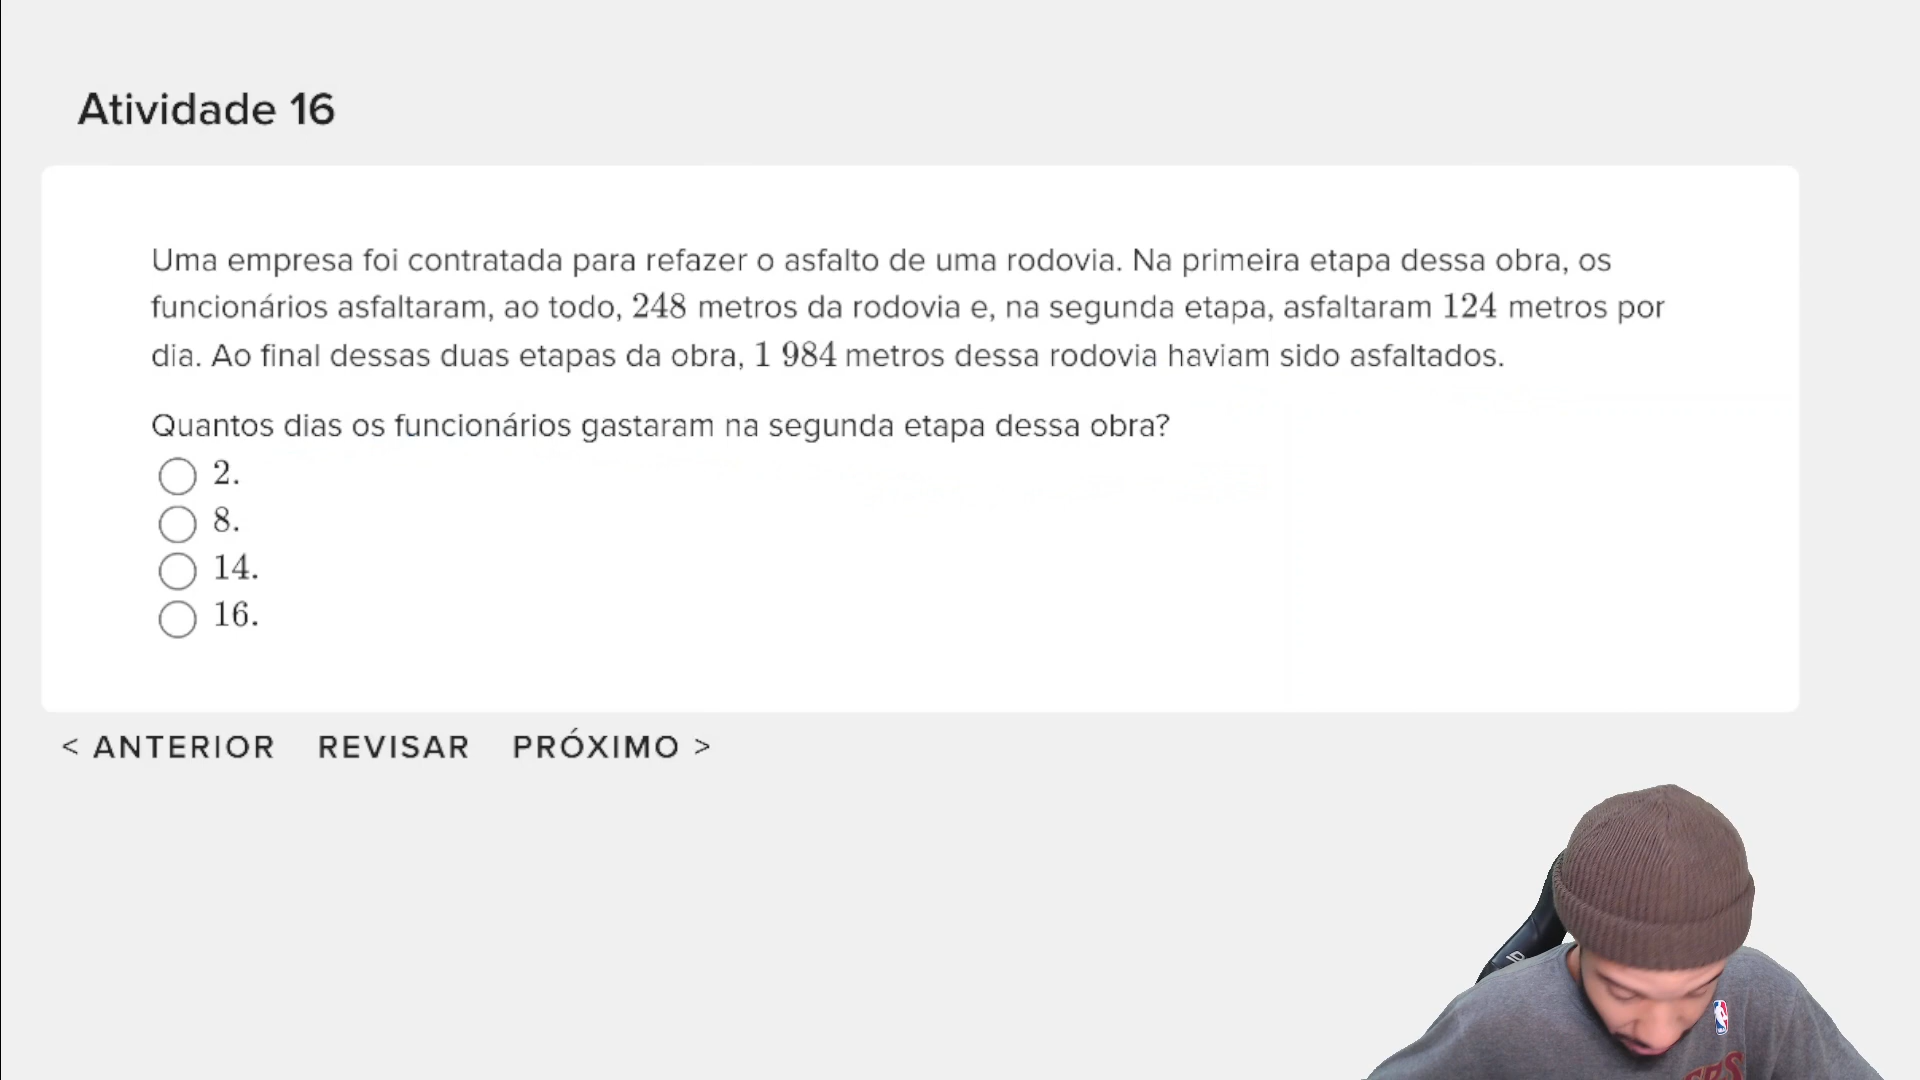 Atividade 16
Uma empresa foi contratada para refazer o asfalto de uma rodovia. Na primeira etapa dessa obra, os
funcionários asfaltaram, ao todo, 248 metros da rodovia e, na segunda etapa, asfaltaram 124 metros por
dia. Ao final dessas duas etapas da obra, 1 984 metros dessa rodovia haviam sido asfaltados.
Quantos dias os funcionários gastaram na segunda etapa dessa obra?
2.
8.
14.
16.
< ANTERIOR REVISAR PRÓXIMO >